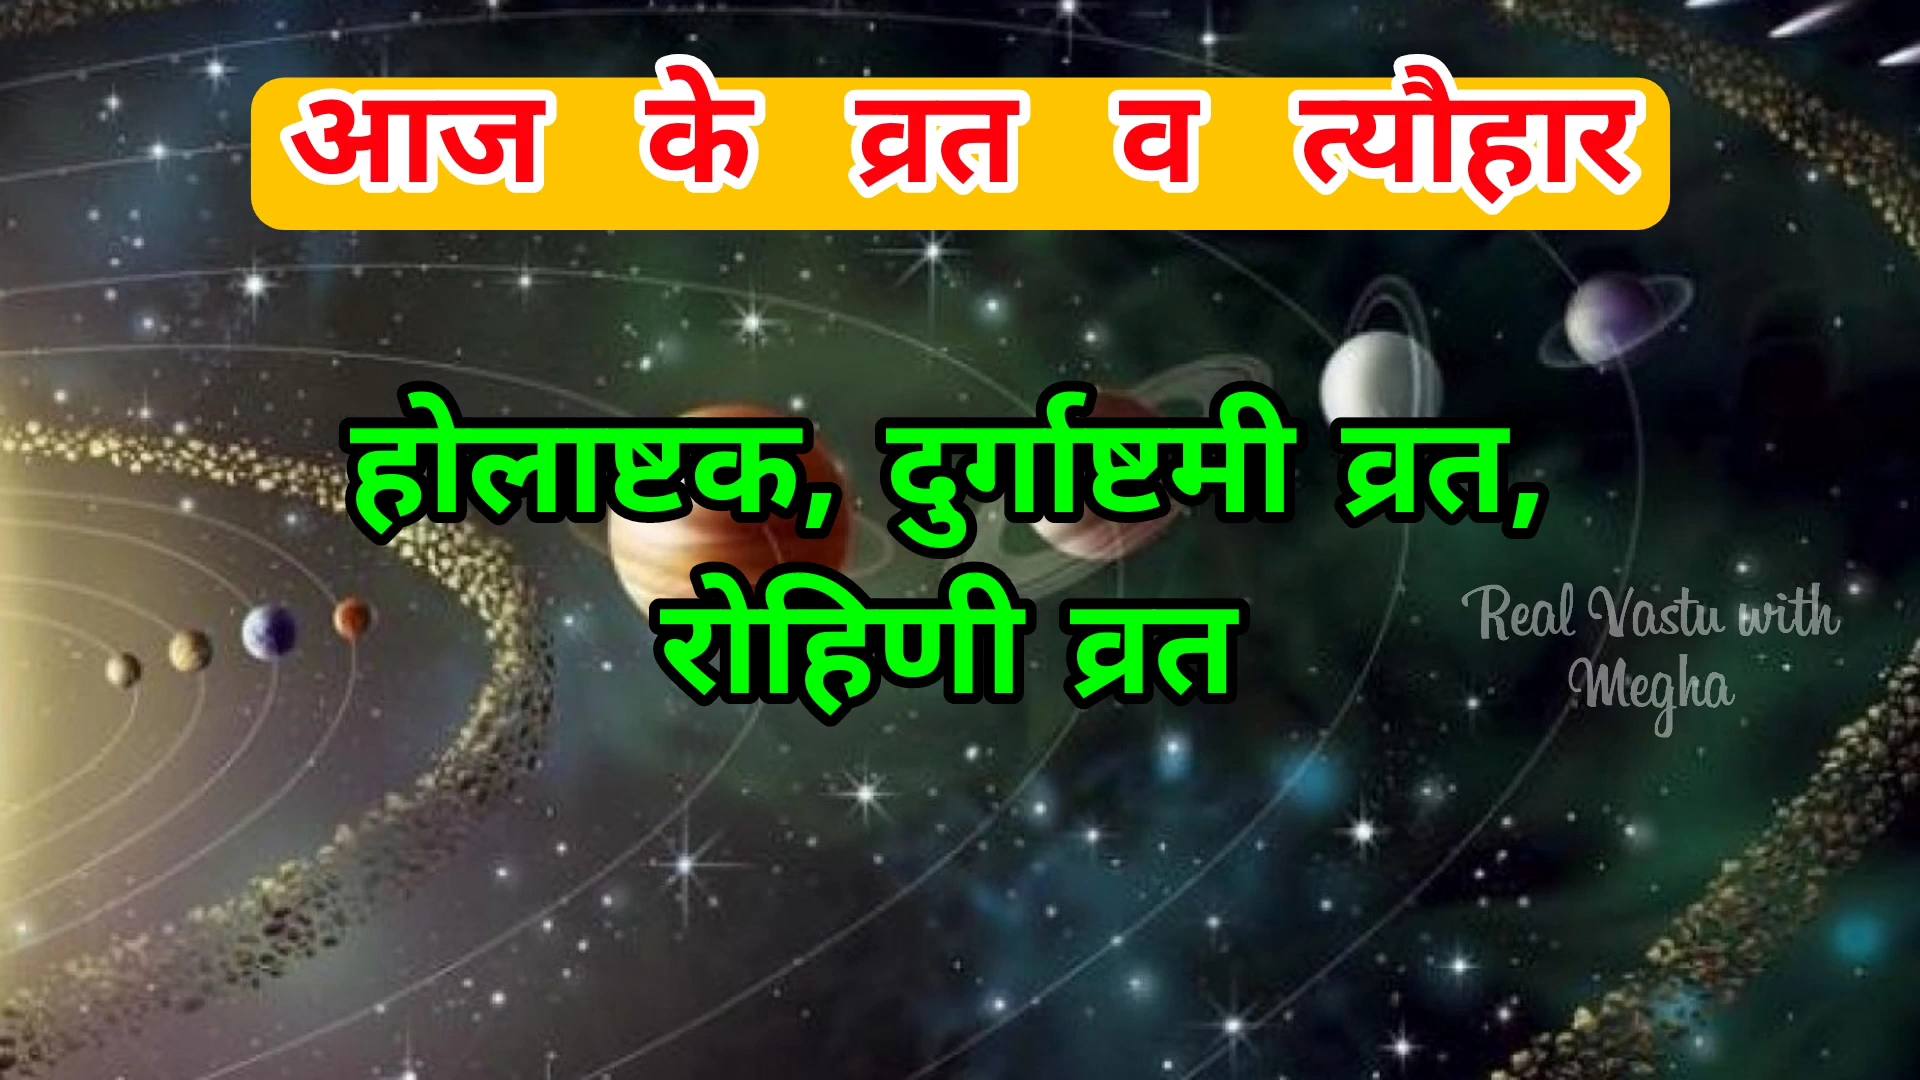 आज के व्रत व त्यौहार
होलाष्टक, दुर्गाष्टमी व्रत,
रोहिणी व्रत
Real Vastu with
Megha